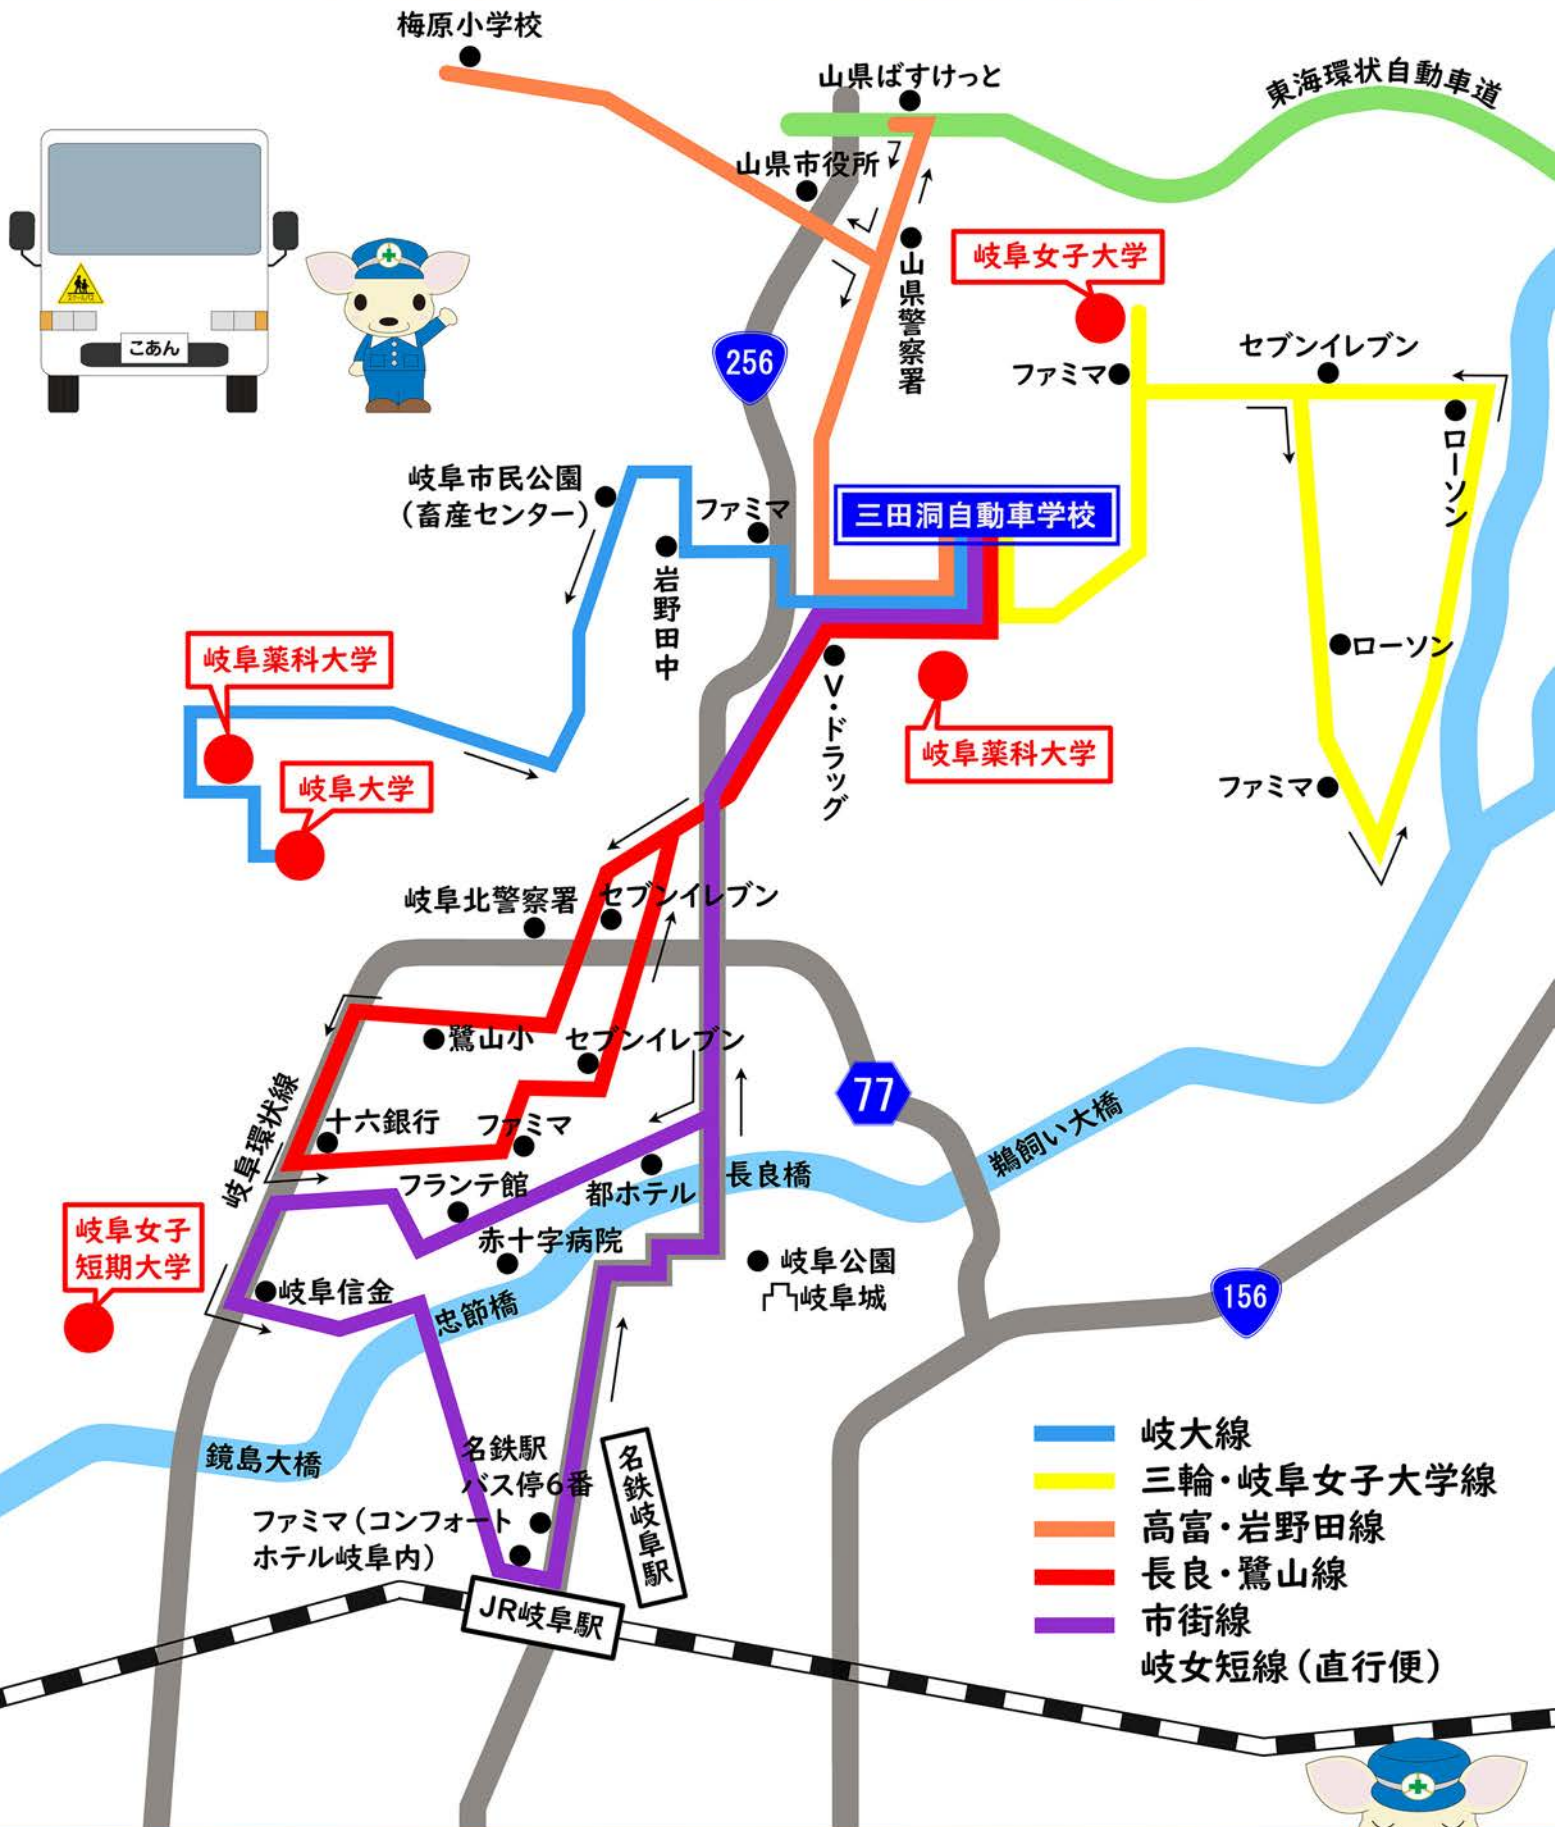 梅原小学校
山県ばすけっと
東海環状自動車道
山県市役所
山県警察署
岐阜女子大学
こあん
256
ファミマ
セブンイレブン
ローソン
岐阜市民公園
(畜産センター)
ファミマ
三田洞自動車学校
岩野田中
ローソン
岐阜薬科大学
V・ドラッグ
岐阜薬科大学
岐阜大学
ファミマ
岐阜北警察署
セブンイレブン
鷺山小
セブンイレブン
77
岐阜環状線
十六銀行
ファミマ
鵜飼い大橋
フランテ館
都ホテル
長良橋
岐阜女子
短期大学
赤十字病院
岐阜公園
岐阜城
岐阜信金
忠節橋
156
鏡島大橋
名鉄駅
バス停6番
名鉄岐阜駅
ファミマ(コンフォート
ホテル岐阜内)
JR岐阜駅
岐大線
三輪・岐阜女子大学線
高富・岩野田線
長良・鷺山線
市街線
岐女短線(直行便)